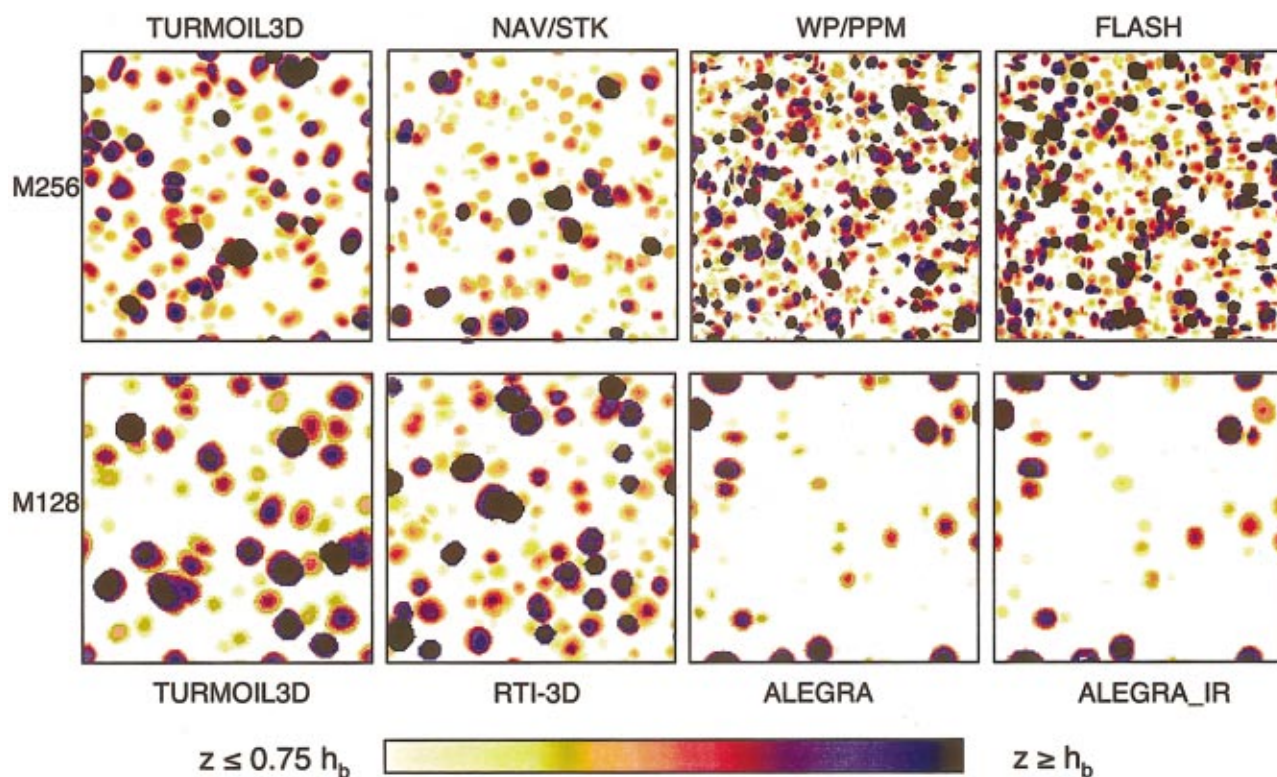 TURMOIL3D NAV/STK WP/PPM FLASH
M256
M128
TURMOIL3D RTI-3D ALEGRA ALEGRA_IR
z ≤ 0.75 h_b z ≥ h_b